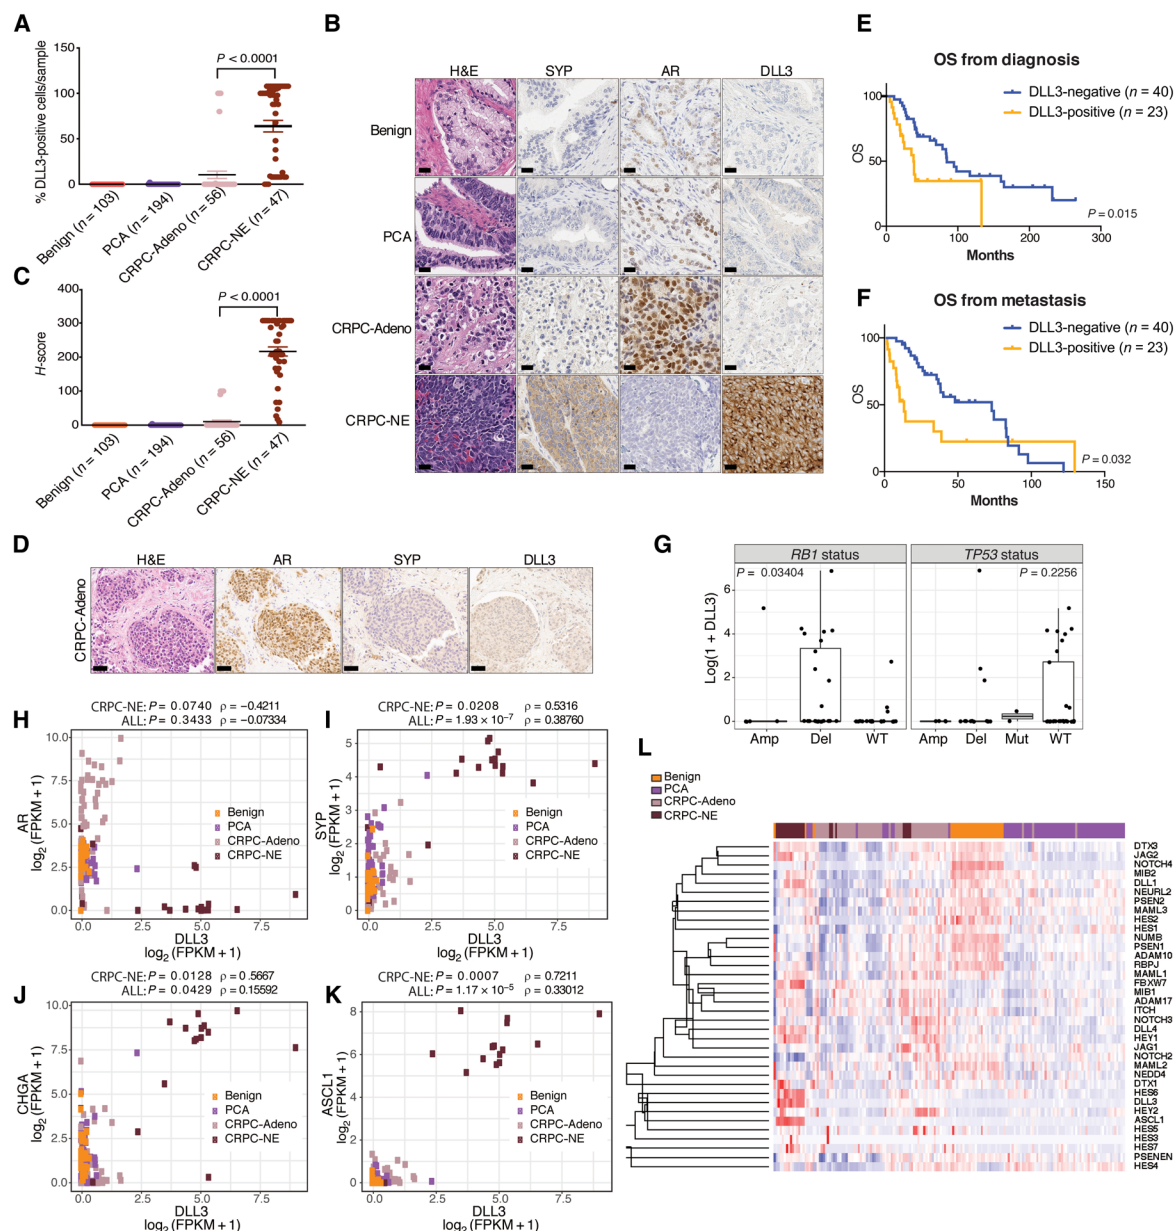 A
% DLL3-positive cells/sample
150
100
50
0
P < 0.0001
Benign (n = 103)
PCA (n = 194)
CRPC-Adeno (n = 56)
CRPC-NE (n = 47)
B
H&E
SYP
AR
DLL3
Benign
PCA
CRPC-Adeno
CRPC-NE
C
H-score
400
300
200
100
0
P < 0.0001
Benign (n = 103)
PCA (n = 194)
CRPC-Adeno (n = 56)
CRPC-NE (n = 47)
D
H&E
AR
SYP
DLL3
CRPC-Adeno
E
OS from diagnosis
DLL3-negative (n = 40)
DLL3-positive (n = 23)
OS
100
50
0
P = 0.015
0
100
200
300
Months
F
OS from metastasis
DLL3-negative (n = 40)
DLL3-positive (n = 23)
OS
100
50
0
P = 0.032
0
50
100
150
Months
G
RB1 status
TP53 status
P = 0.03404
P = 0.2256
Log(1 + DLL3)
6
4
2
0
Amp
Del
WT
Amp
Del
Mut
WT
H
CRPC-NE: P = 0.0740 ρ = −0.4211
ALL: P = 0.3433 ρ = −0.07334
AR
log2 (FPKM + 1)
10.0
7.5
5.0
2.5
0.0
Benign
PCA
CRPC-Adeno
CRPC-NE
0.0
2.5
5.0
7.5
DLL3
log2 (FPKM + 1)
I
CRPC-NE: P = 0.0208 ρ = 0.5316
ALL: P = 1.93 × 10−7 ρ = 0.38760
SYP
log2 (FPKM + 1)
5
4
3
2
1
0
Benign
PCA
CRPC-Adeno
CRPC-NE
0.0
2.5
5.0
7.5
DLL3
log2 (FPKM + 1)
J
CRPC-NE: P = 0.0128 ρ = 0.5667
ALL: P = 0.0429 ρ = 0.15592
CHGA
log2 (FPKM + 1)
10.0
7.5
5.0
2.5
0.0
Benign
PCA
CRPC-Adeno
CRPC-NE
0.0
2.5
5.0
7.5
DLL3
log2 (FPKM + 1)
K
CRPC-NE: P = 0.0007 ρ = 0.7211
ALL: P = 1.17 × 10−5 ρ = 0.33012
ASCL1
log2 (FPKM + 1)
8
6
4
2
0
Benign
PCA
CRPC-Adeno
CRPC-NE
0.0
2.5
5.0
7.5
DLL3
log2 (FPKM + 1)
L
Benign
PCA
CRPC-Adeno
CRPC-NE
DTX3
JAG2
NOTCH4
MIB2
DLL1
NEURL2
PSEN2
MAML3
HES2
HES1
NUMB
PSEN1
ADAM10
RBPJ
MAML1
FBXW7
MIB1
ADAM17
ITCH
NOTCH3
DLL4
HEY1
JAG1
NOTCH2
MAML2
NEDD4
DTX1
HES6
DLL3
HEY2
ASCL1
HES5
HES3
HES7
PSENEN
HES4